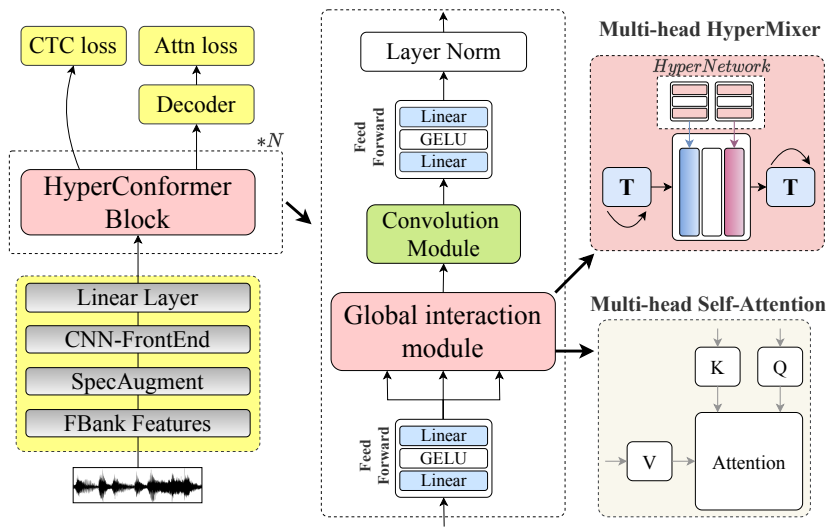 CTC loss
Attn loss
Decoder
*N
HyperConformer
Block
Linear Layer
CNN-FrontEnd
SpecAugment
FBank Features
Layer Norm
Feed
Forward
Linear
GELU
Linear
Convolution
Module
Global interaction
module
Feed
Forward
Linear
GELU
Linear
Multi-head HyperMixer
HyperNetwork
T
T
Multi-head Self-Attention
K
Q
V
Attention